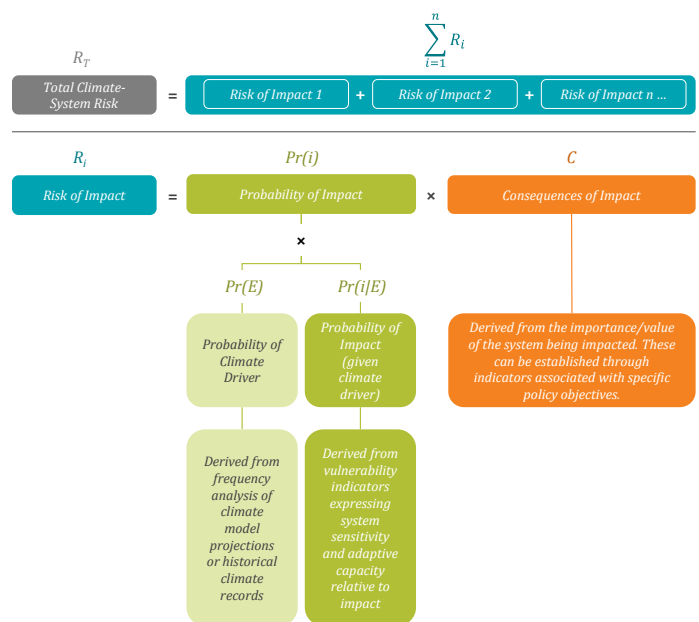 R_T
n
∑ R_i
i=1
Total Climate-
System Risk
=
Risk of Impact 1
+
Risk of Impact 2
+
Risk of Impact n ...
R_i
Pr(i)
C
Risk of Impact
=
Probability of Impact
×
Consequences of Impact
×
Pr(E)
Pr(i|E)
Probability of
Climate
Driver
Probability of
Impact
(given
climate
driver)
Derived from the importance/value
of the system being impacted. These
can be established through
indicators associated with specific
policy objectives.
Derived from
frequency
analysis of
climate
model
projections
or historical
climate
records
Derived from
vulnerability
indicators
expressing
system
sensitivity
and adaptive
capacity
relative to
impact